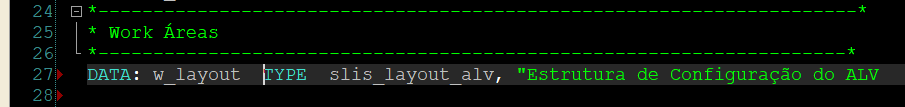 24 *---------------------------------------------------------------------*
25 * Work Áreas
26 *--------------------------------------------------------------------*
27 DATA: w_layout  TYPE  slis_layout_alv, "Estrutura de Configuração do ALV
28